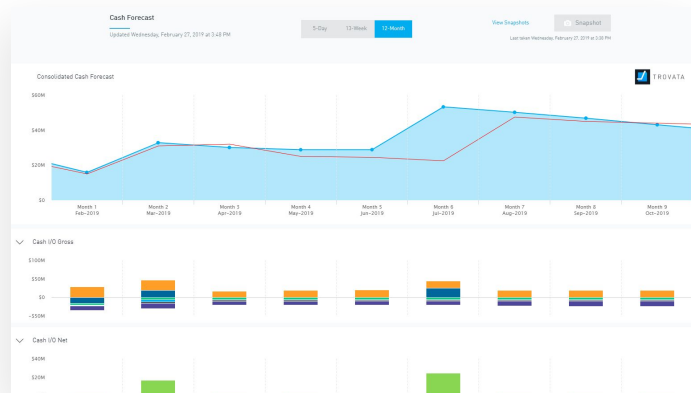 Cash Forecast
Updated Wednesday, February 27, 2019 at 3:48 PM
5-Day 13-Week 12-Month
View Snapshots
Snapshot
Last taken Wednesday, February 27, 2019 at 3:38 PM
Consolidated Cash Forecast
TROVATA
$60M
$40M
$20M
$0
Month 1 Month 2 Month 3 Month 4 Month 5 Month 6 Month 7 Month 8 Month 9
Feb-2019 Mar-2019 Apr-2019 May-2019 Jun-2019 Jul-2019 Aug-2019 Sep-2019 Oct-2019
Cash I/O Gross
$100M
$50M
$0
-$50M
Cash I/O Net
$40M
$20M